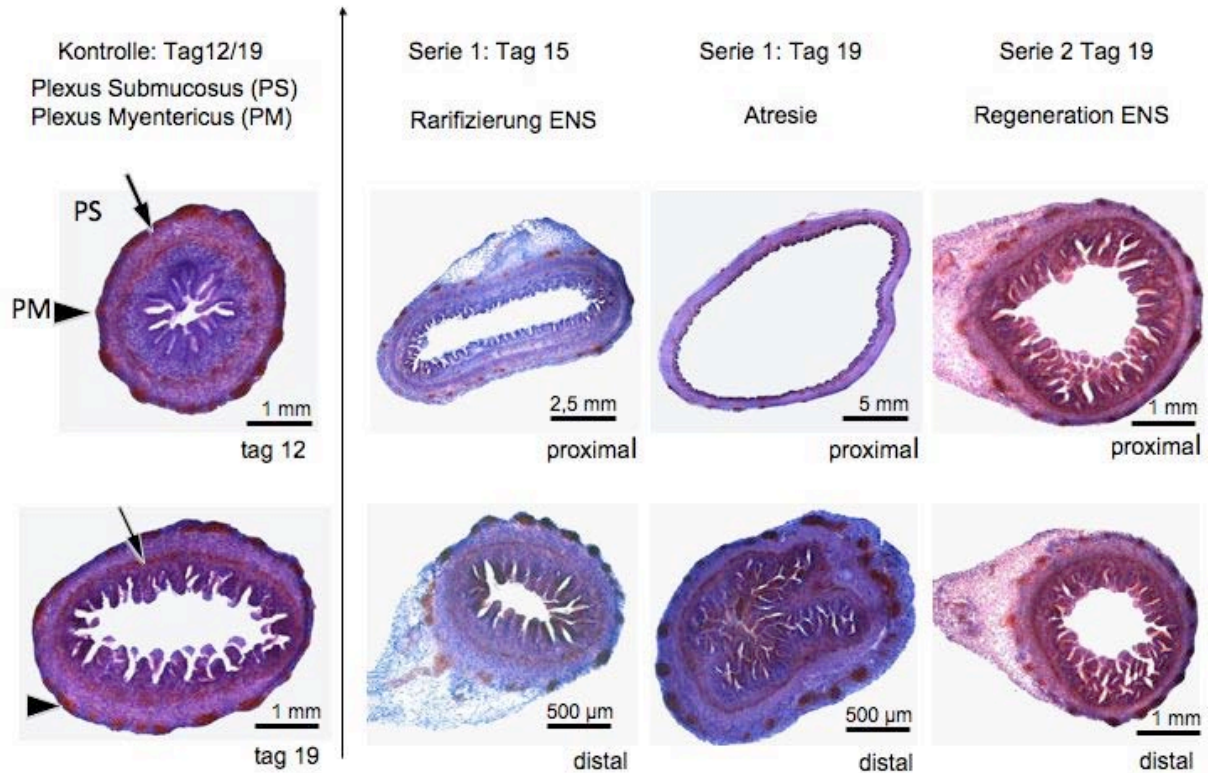 Kontrolle: Tag12/19
Plexus Submucosus (PS)
Plexus Myentericus (PM)
Serie 1: Tag 15
Rarifizierung ENS
Serie 1: Tag 19
Atresie
Serie 2 Tag 19
Regeneration ENS
PS
PM
1 mm
tag 12
2,5 mm
proximal
5 mm
proximal
1 mm
proximal
1 mm
tag 19
500 µm
distal
500 µm
distal
1 mm
distal